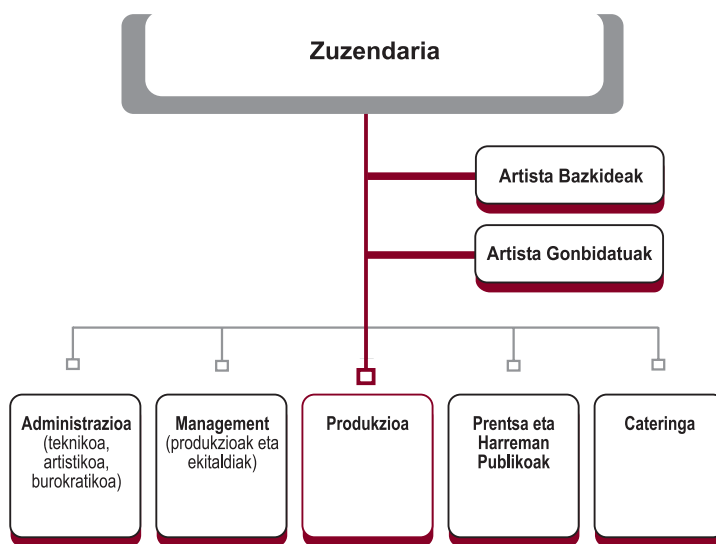 Zuzendaria
Artista Bazkideak
Artista Gonbidatuak
Administrazioa
(teknikoa,
artistikoa,
burokratikoa)
Management
(produkzioak eta
ekitaldiak)
Produkzioa
Prentsa eta
Harreman
Publikoak
Cateringa